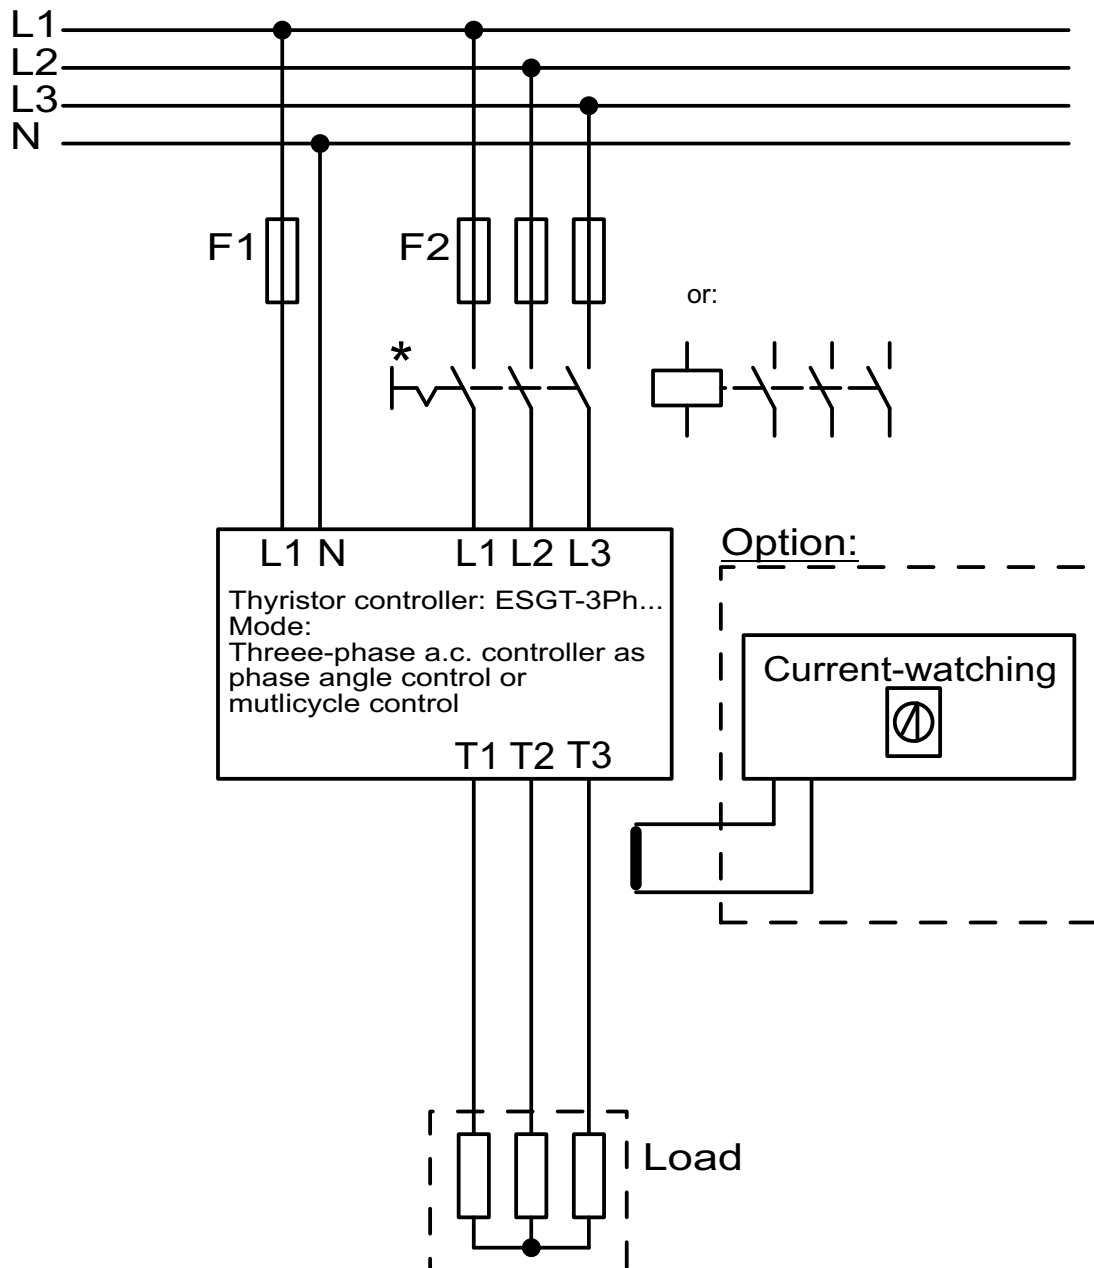 L1
L2
L3
N
F1
F2
or:
*
L1 N L1 L2 L3
Thyristor controller: ESGT-3Ph...
Mode:
Threee-phase a.c. controller as
phase angle control or
mutlicycle control
T1 T2 T3
Option:
Current-watching
Load